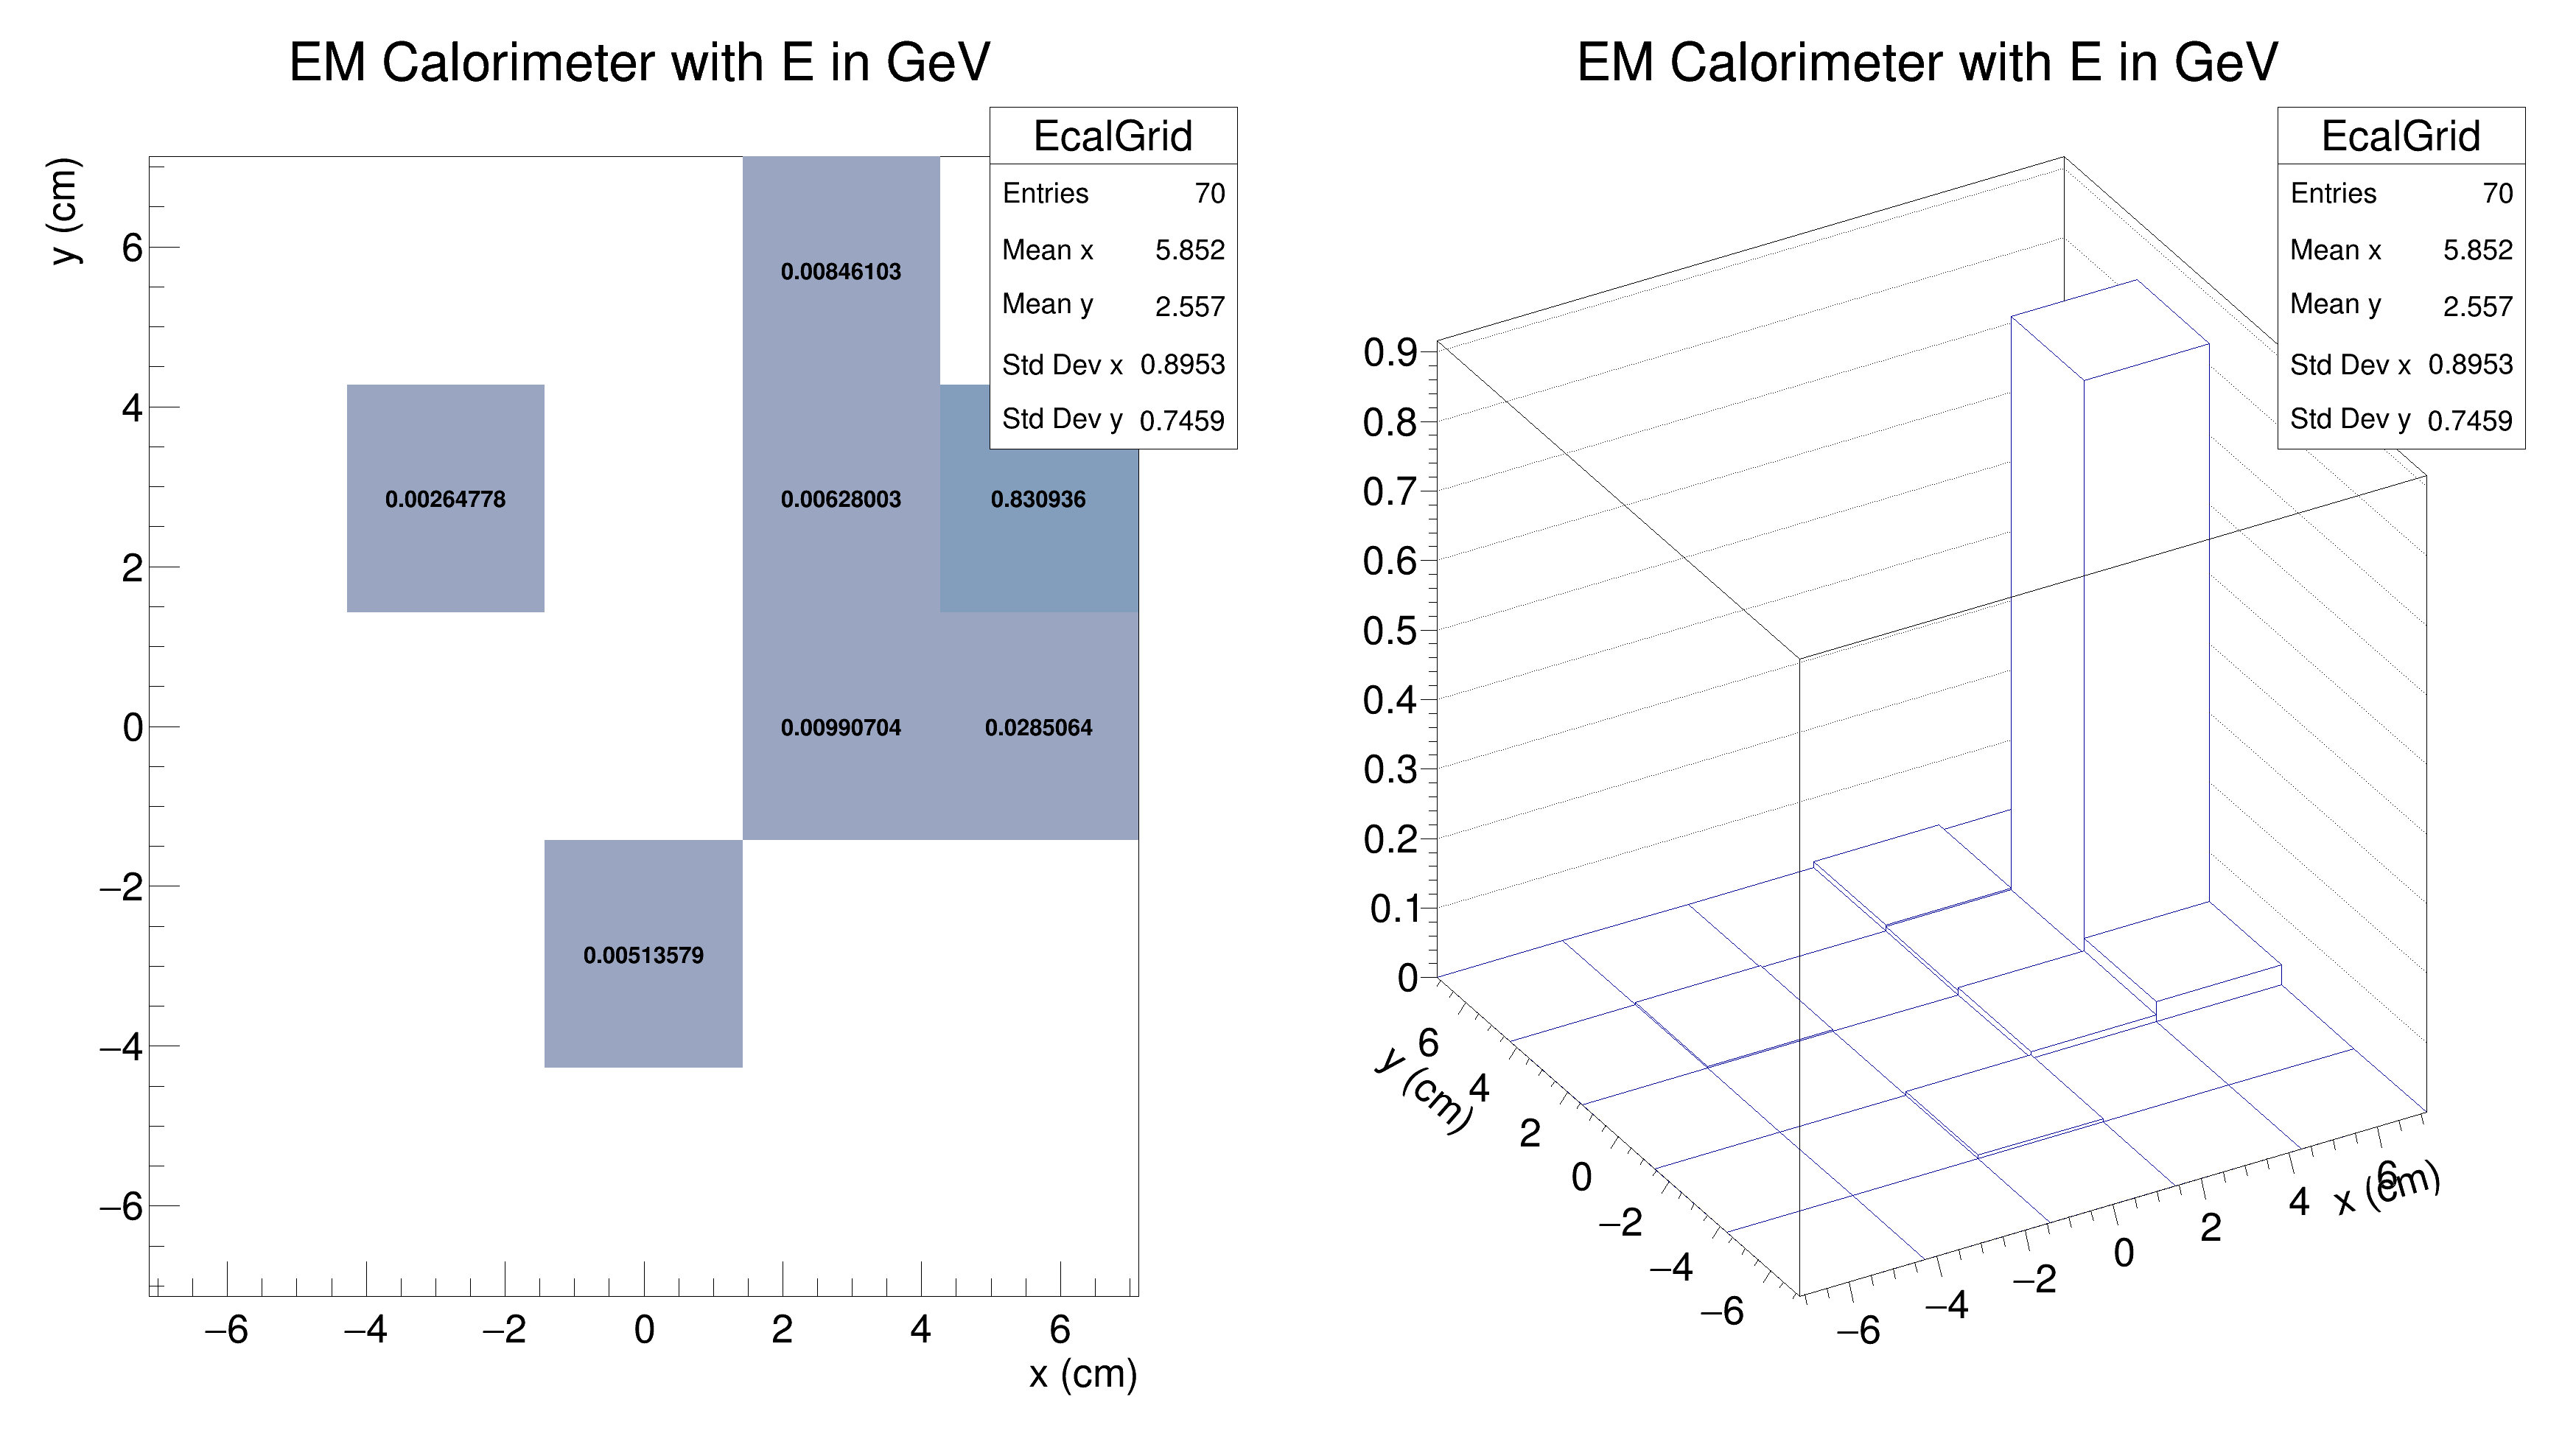 EM Calorimeter with E in GeV
EcalGrid
Entries 70
Mean x 5.852
Mean y 2.557
Std Dev x 0.8953
Std Dev y 0.7459
y (cm)
6
4
2
0
−2
−4
−6
0.00846103
0.00264778
0.00628003
0.830936
0.00990704
0.0285064
0.00513579
−6 −4 −2 0 2 4 6
x (cm)
EM Calorimeter with E in GeV
EcalGrid
Entries 70
Mean x 5.852
Mean y 2.557
Std Dev x 0.8953
Std Dev y 0.7459
0.9
0.8
0.7
0.6
0.5
0.4
0.3
0.2
0.1
0
y (cm)
6
4
2
0
−2
−4
−6
−6
−4
−2
0
2
4
6
x (cm)